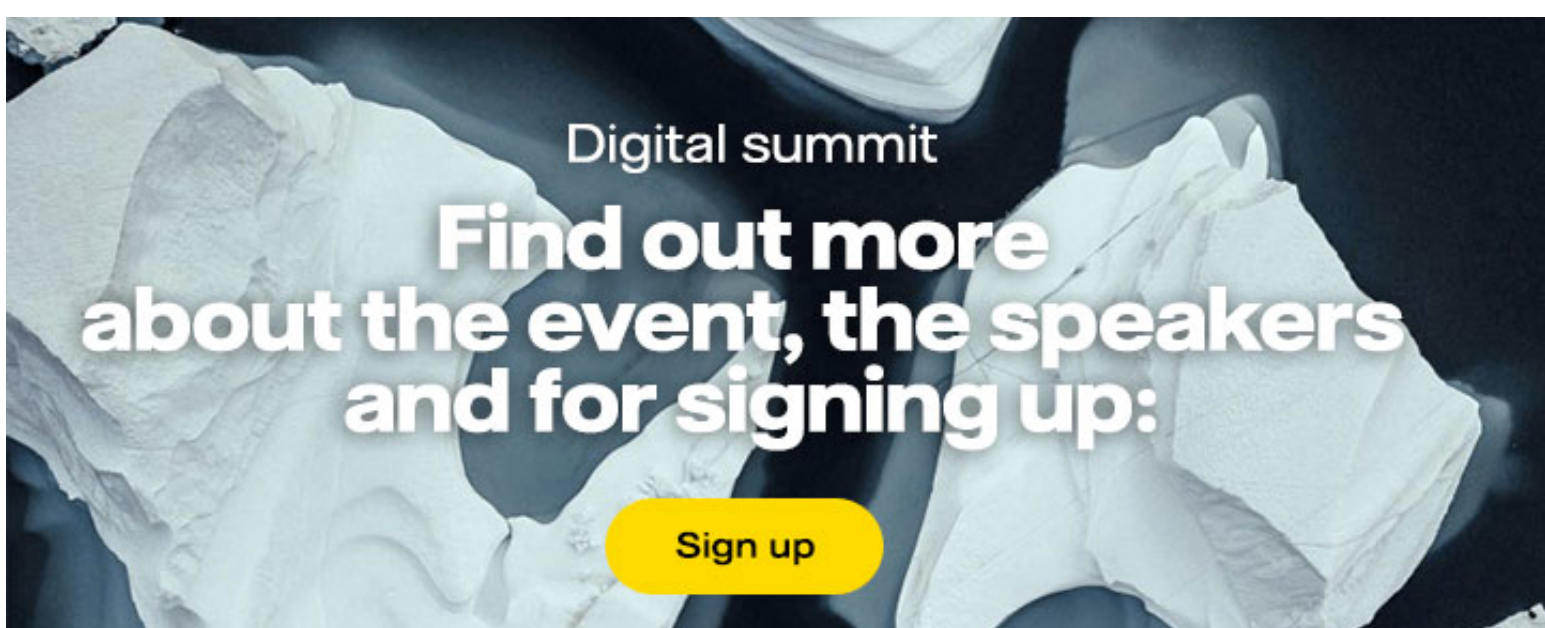 Digital summit
Find out more
about the event, the speakers
and for signing up:
Sign up